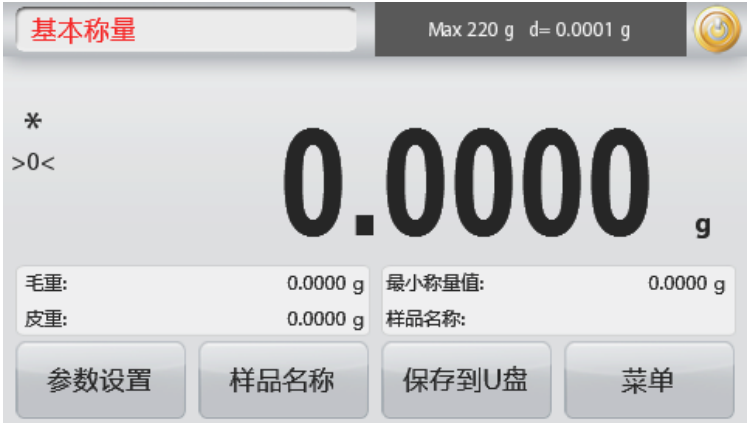 基本称量 Max 220 g d= 0.0001 g
*
>0<
0.0000 g
毛重: 0.0000 g 最小称量值: 0.0000 g
皮重: 0.0000 g 样品名称:
参数设置 样品名称 保存到U盘 菜单